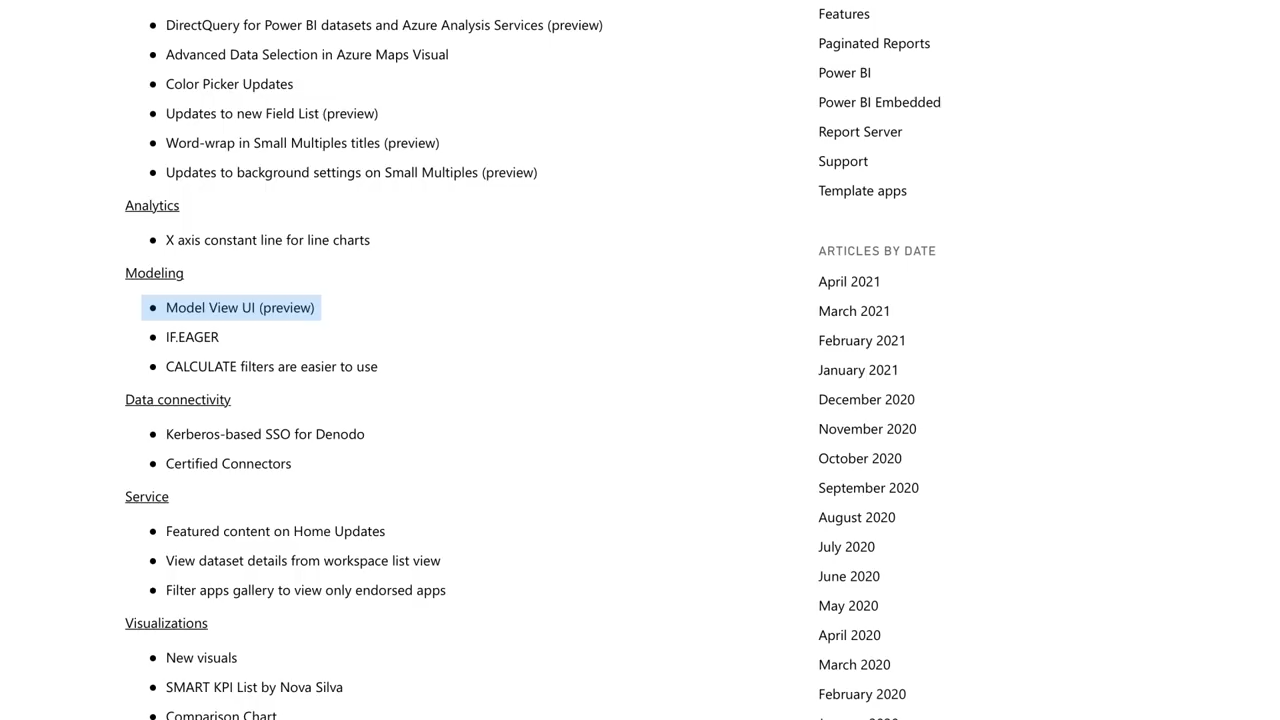 DirectQuery for Power BI datasets and Azure Analysis Services (preview)
Advanced Data Selection in Azure Maps Visual
Color Picker Updates
Updates to new Field List (preview)
Word-wrap in Small Multiples titles (preview)
Updates to background settings on Small Multiples (preview)
Analytics
X axis constant line for line charts
Modeling
Model View UI (preview)
IF.EAGER
CALCULATE filters are easier to use
Data connectivity
Kerberos-based SSO for Denodo
Certified Connectors
Service
Featured content on Home Updates
View dataset details from workspace list view
Filter apps gallery to view only endorsed apps
Visualizations
New visuals
SMART KPI List by Nova Silva
Comparison Chart
Features
Paginated Reports
Power BI
Power BI Embedded
Report Server
Support
Template apps
ARTICLES BY DATE
April 2021
March 2021
February 2021
January 2021
December 2020
November 2020
October 2020
September 2020
August 2020
July 2020
June 2020
May 2020
April 2020
March 2020
February 2020